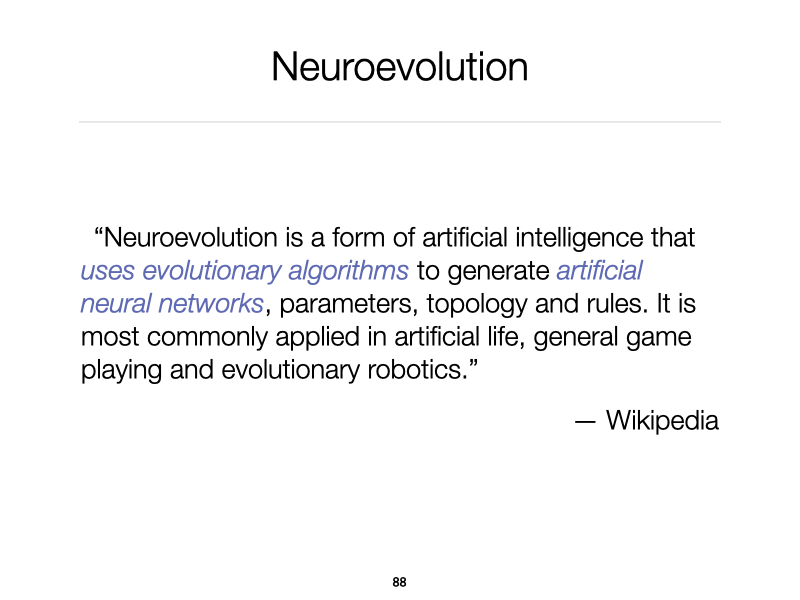 Neuroevolution
“Neuroevolution is a form of artificial intelligence that
uses evolutionary algorithms to generate artificial
neural networks, parameters, topology and rules. It is
most commonly applied in artificial life, general game
playing and evolutionary robotics.”
— Wikipedia
88